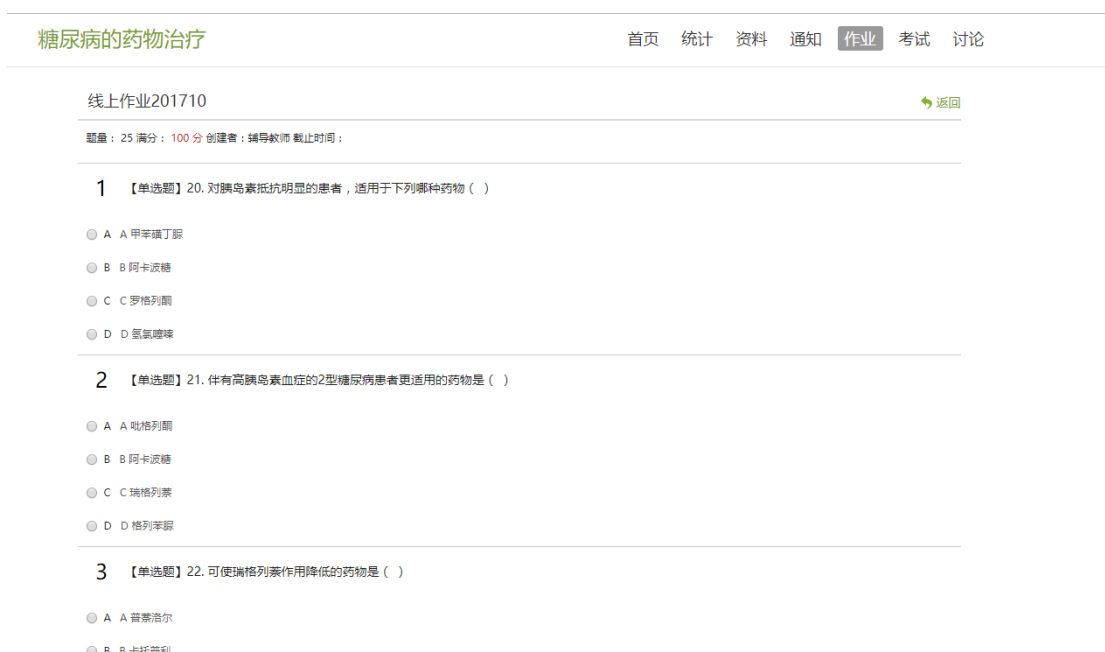 糖尿病的药物治疗 首页 统计 资料 通知 作业 考试 讨论
线上作业201710 返回
题量： 25 满分： 100 分 创建者：辅导教师 截止时间：
1 【单选题】20. 对胰岛素抵抗明显的患者，适用于下列哪种药物（ ）
A A 甲苯磺丁脲
B B 阿卡波糖
C C 罗格列酮
D D 氢氯噻嗪
2 【单选题】21. 伴有高胰岛素血症的2型糖尿病患者更适用的药物是（ ）
A A 吡格列酮
B B 阿卡波糖
C C 瑞格列萘
D D 格列苯脲
3 【单选题】22. 可使瑞格列萘作用降低的药物是（ ）
A A 普萘洛尔
B B 卡托普利